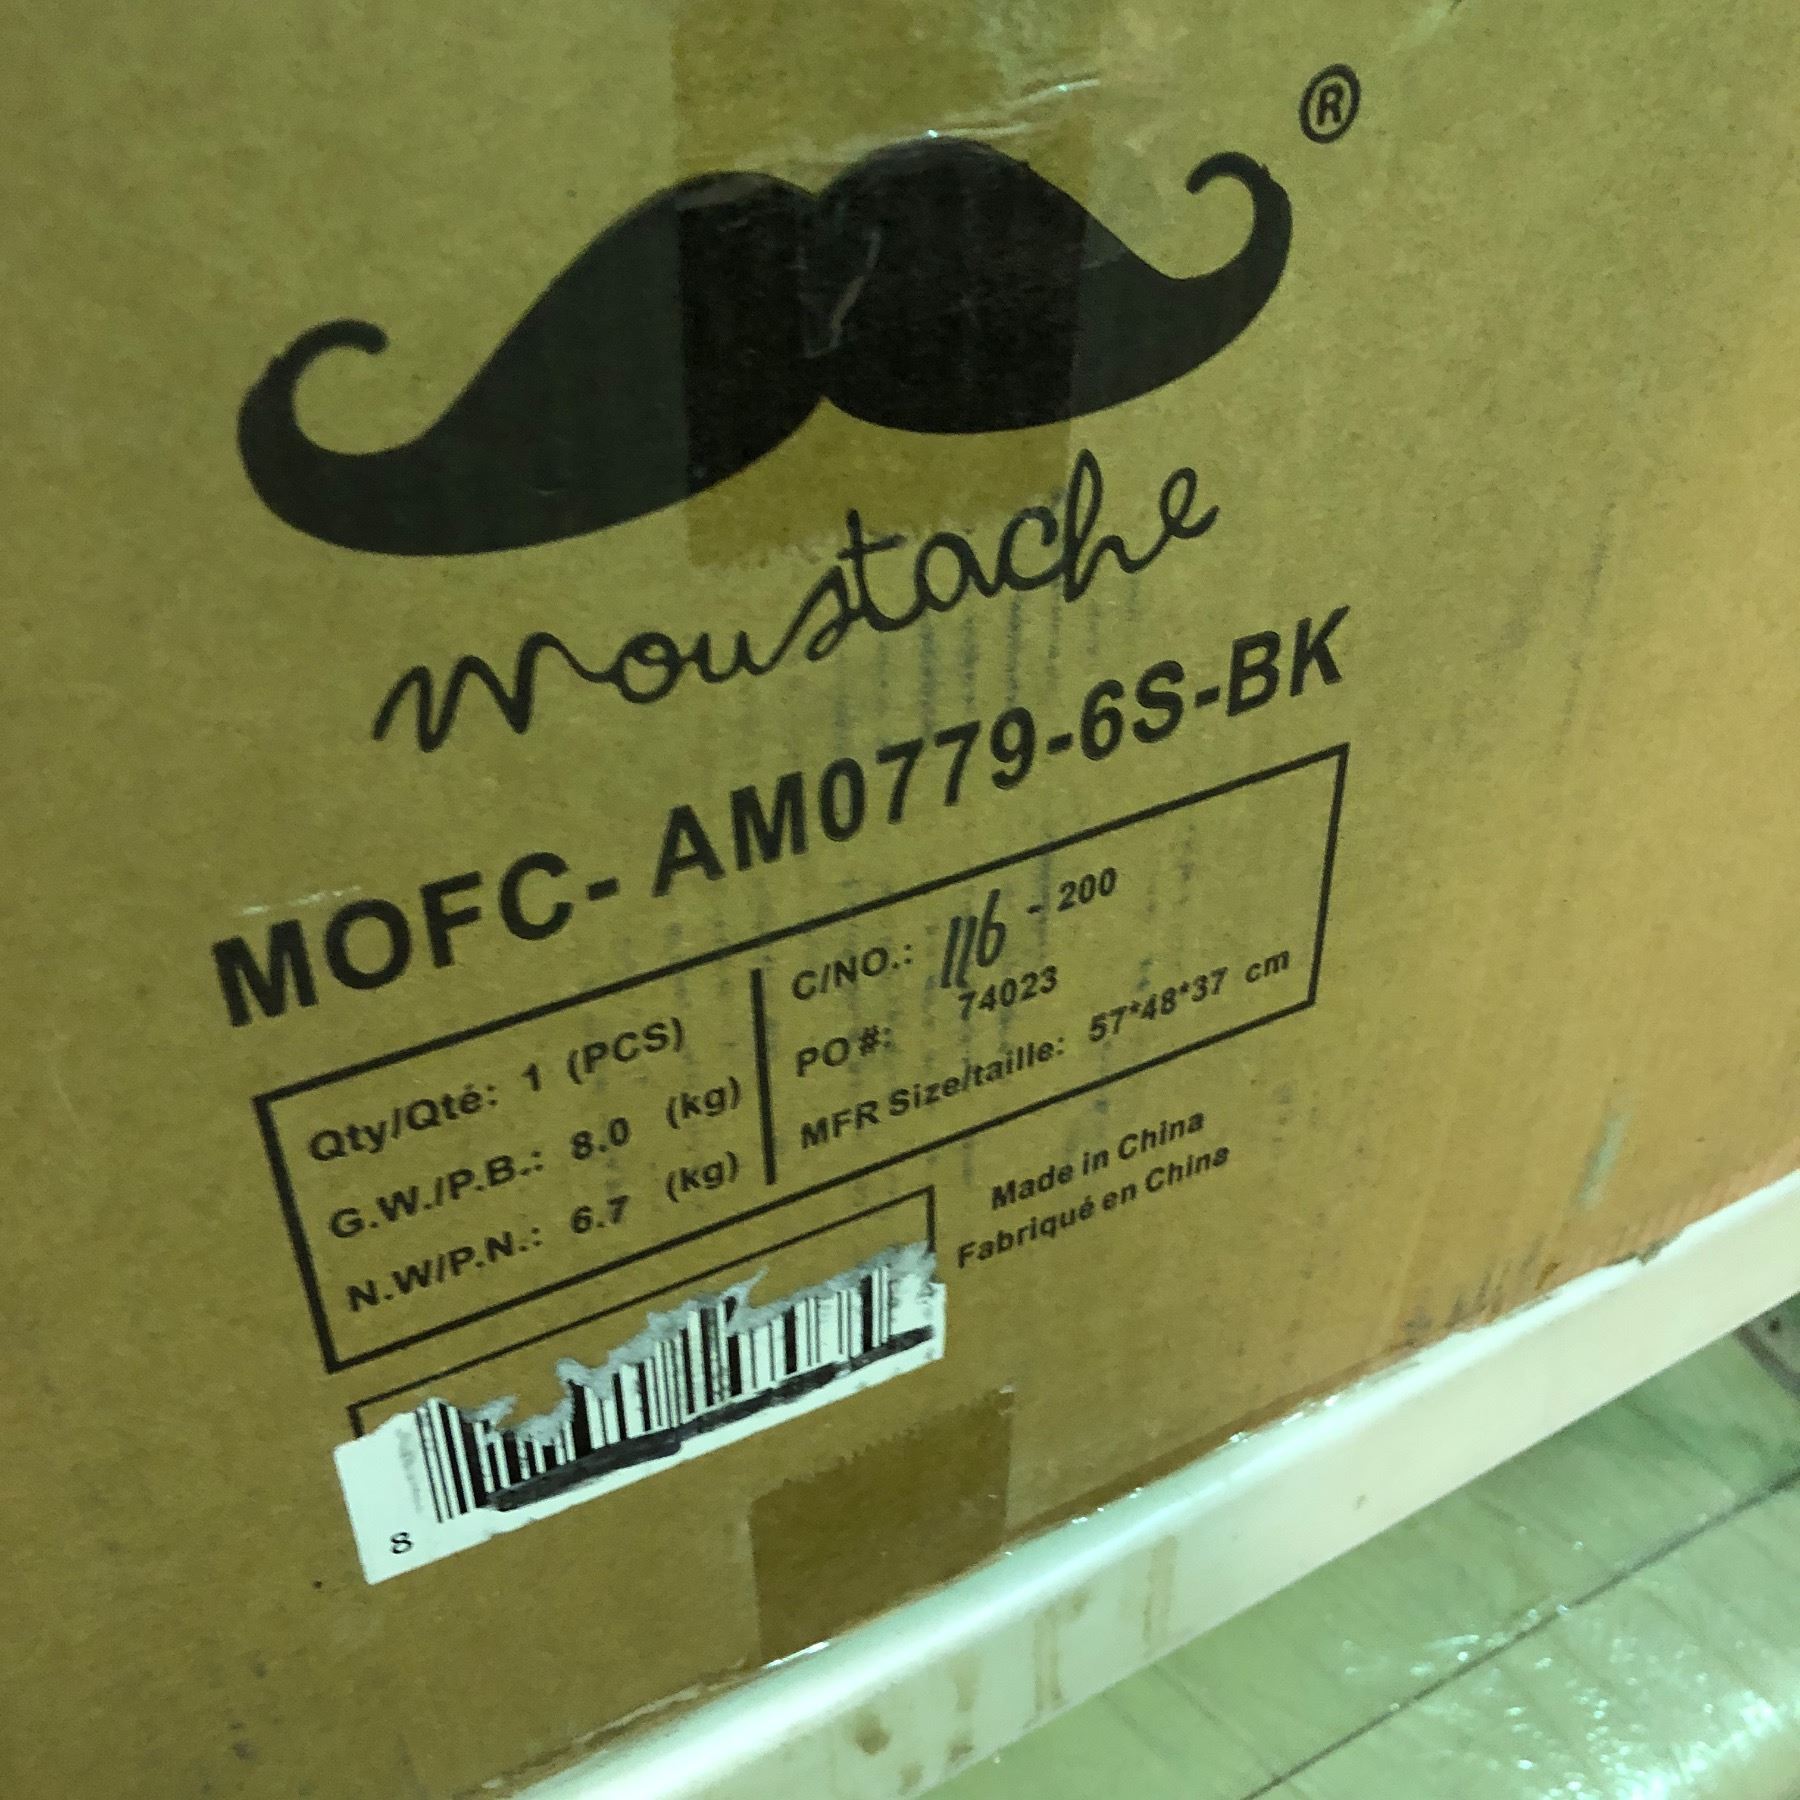 ®
moustache
MOFC- AM0779-6S-BK
Qty/Qté: 1 (PCS)
G.W./P.B.: 8.0 (kg)
N.W/P.N.: 6.7 (kg)
C/NO.: 116 - 200
PO#: 74023
MFR Size/taille: 57*48*37 cm
Made in China
Fabriqué en China
8